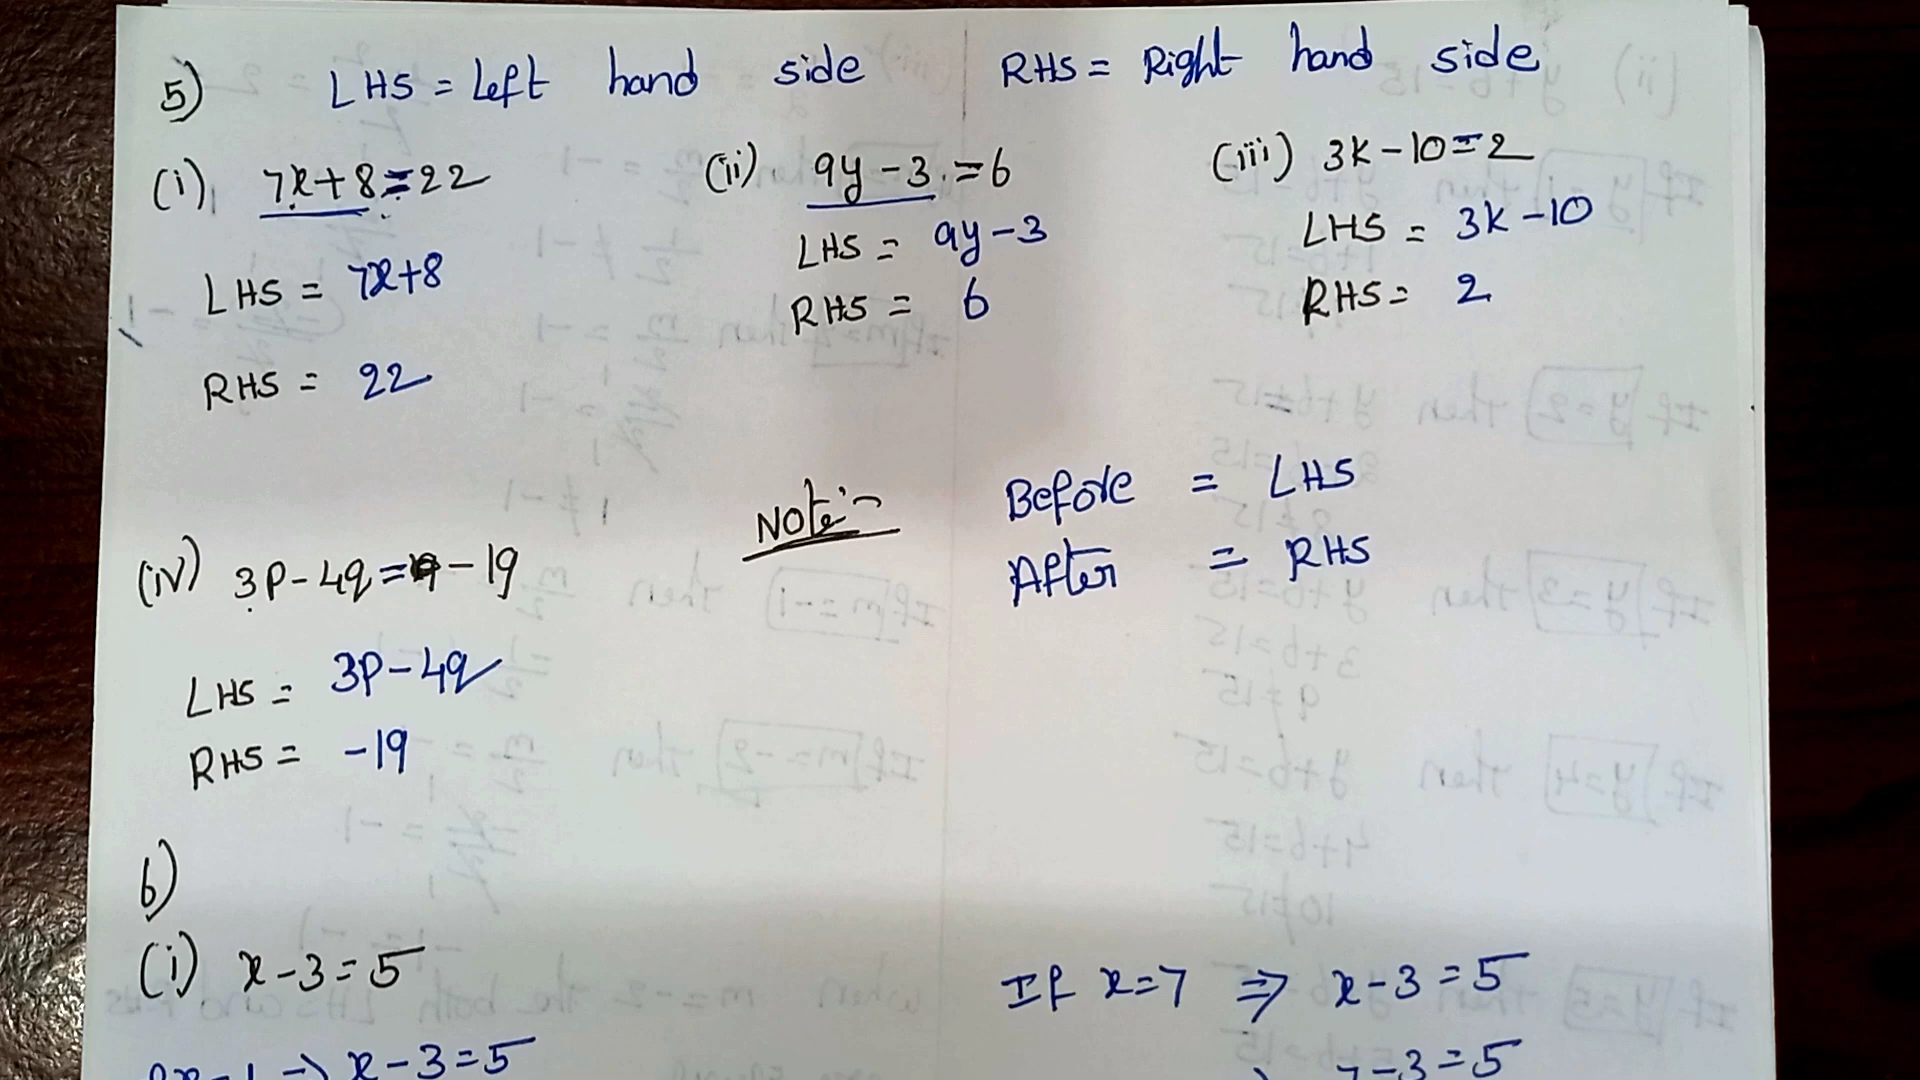 5) LHS = Left hand side RHS = Right hand side
(i) 7x+8=22 (ii) 9y-3=6 (iii) 3k-10=2
LHS = 7x+8 LHS = 9y-3 LHS = 3k-10
RHS = 22 RHS = 6 RHS = 2
Note:- Before = LHS
After = RHS
(iv) 3p-4q=-19
LHS = 3p-4q
RHS = -19
6)
(i) x-3=5 If x=7 ⇒ x-3=5
x-3=5 7-3=5